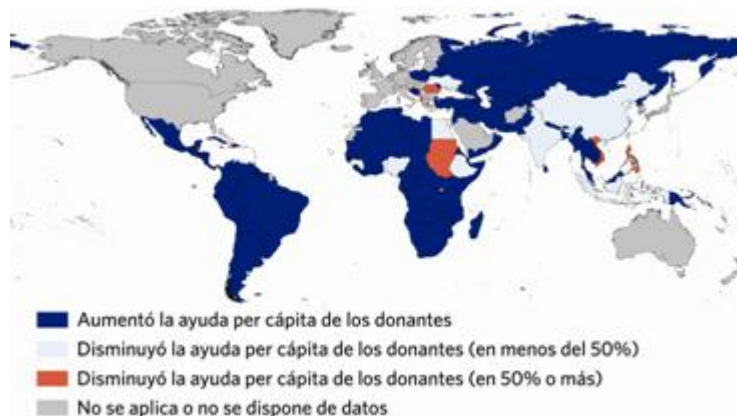 Aumentó la ayuda per cápita de los donantes
Disminuyó la ayuda per cápita de los donantes (en menos del 50%)
Disminuyó la ayuda per cápita de los donantes (en 50% o más)
No se aplica o no se dispone de datos